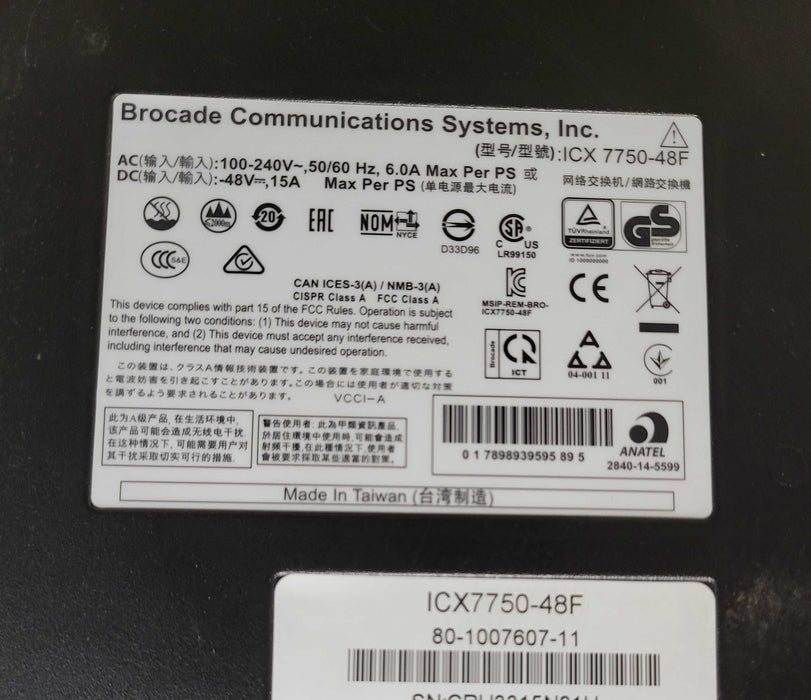 Brocade Communications Systems, Inc.
(型号/型號):ICX 7750-48F
AC(输入/輸入):100-240V~,50/60 Hz, 6.0A Max Per PS 或
DC(输入/輸入):-48V⎓,15A Max Per PS (单电源最大电流)
网络交换机/網路交換機
≤2000m
20
EAC
NOM
NYCE
D33D96
SA
C US
LR99150
TÜVRheinland
ZERTIFIZIERT
www.tuv.com
ID 1000000000
GS
geprüfte
Sicherheit
CCC S&E
CAN ICES-3(A) / NMB-3(A)
CISPR Class A FCC Class A
MSIP-REM-BRO-
ICX7750-48F
CE
This device complies with part 15 of the FCC Rules. Operation is subject
to the following two conditions: (1) This device may not cause harmful
interference, and (2) This device must accept any interference received,
including interference that may cause undesired operation.
Brocade
ICT
A
A A
04-001 11
001
この装置は、クラスA情報技術装置です。この装置を家庭環境で使用する
と電波妨害を引き起こすことがあります。この場合には使用者が適切な対策
を講ずるよう要求されることがあります。 VCCI-A
此为A级产品, 在生活环境中,
该产品可能会造成无线电干扰.
在这种情况下, 可能需要用户对
其干扰采取切实可行的措施.
警告使用者: 此為甲類資訊產品,
於居住環境中使用時, 可能會造成
射頻干擾, 在此種情況下, 使用者
會被要求採取某些適當的對策。
0 1 7898939595 89 5
ANATEL
2840-14-5599
Made In Taiwan (台湾制造)
ICX7750-48F
80-1007607-11